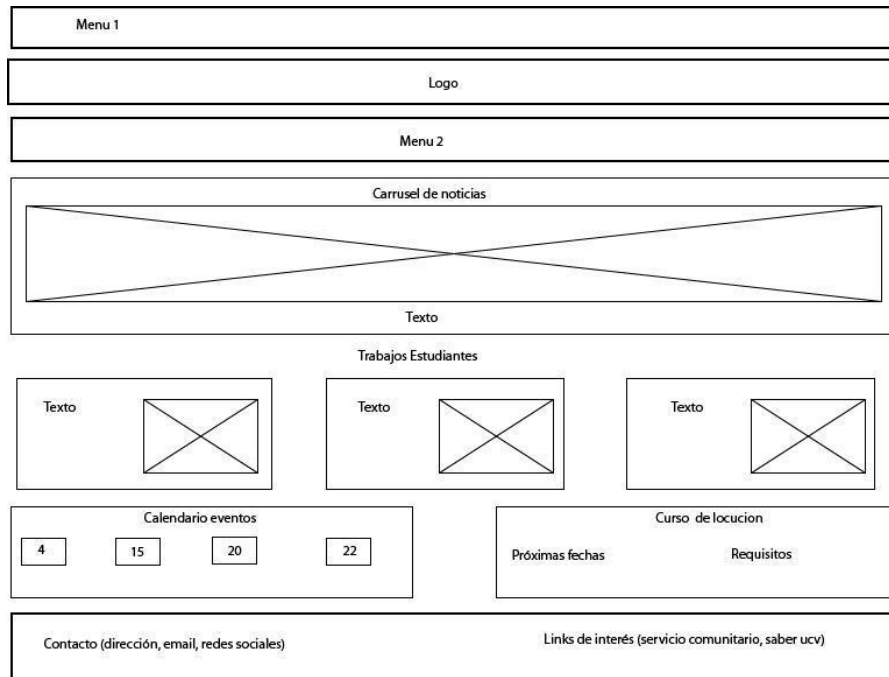 Menu 1
Logo
Menu 2
Carrusel de noticias
Texto
Trabajos Estudiantes
Texto
Texto
Texto
Calendario eventos
4
15
20
22
Curso de locucion
Próximas fechas
Requisitos
Contacto (dirección, email, redes sociales)
Links de interés (servicio comunitario, saber ucv)